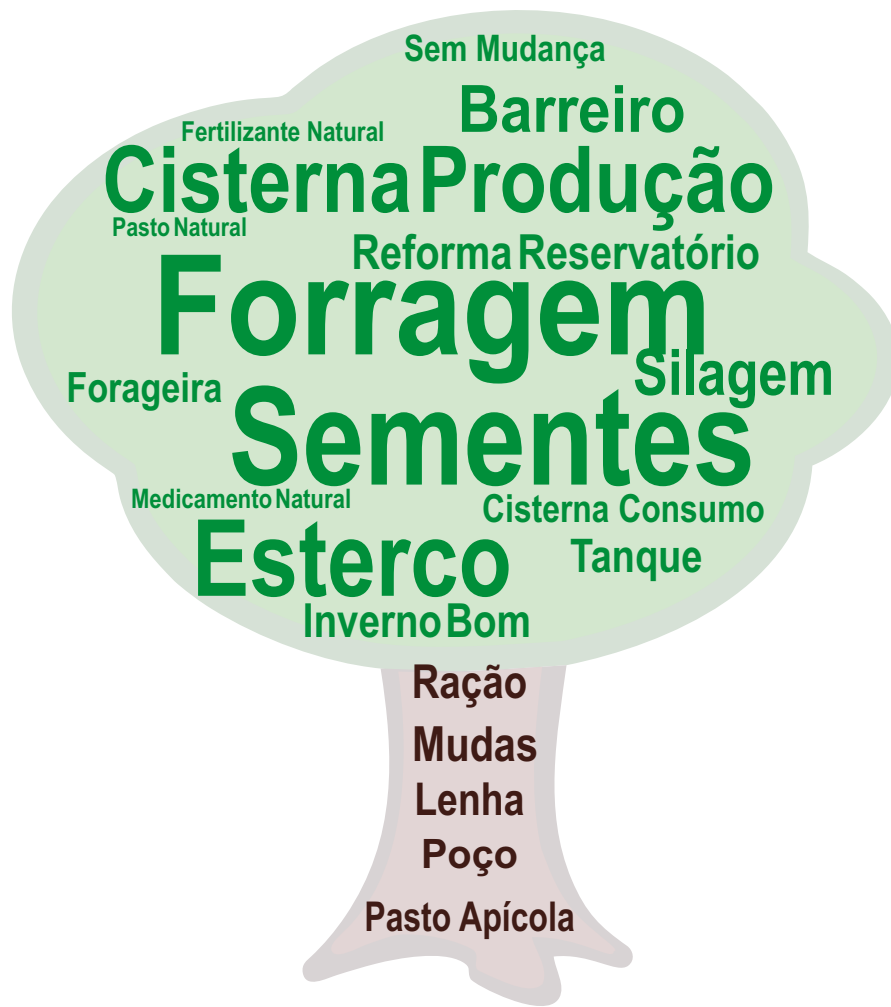 Sem Mudança
Barreiro
Fertilizante Natural
Cisterna Produção
Pasto Natural
Reforma Reservatório
Forragem
Silagem
Forageira
Sementes
Medicamento Natural
Cisterna Consumo
Esterco
Tanque
Inverno Bom
Ração
Mudas
Lenha
Poço
Pasto Apícola